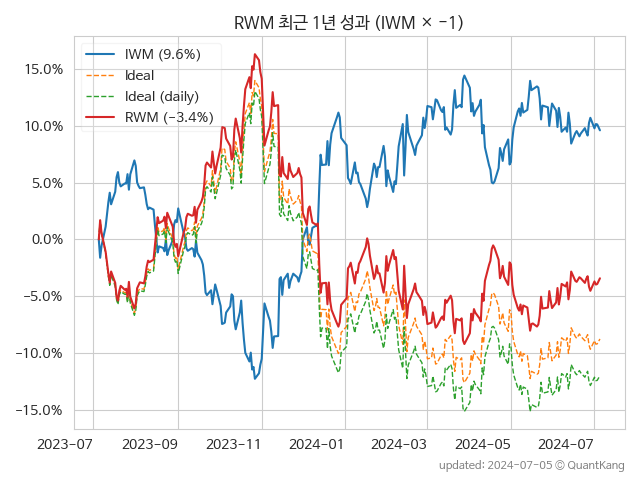 RWM 최근 1년 성과 (IWM × −1)
IWM (9.6%)
Ideal
Ideal (daily)
RWM (−3.4%)
15.0%
10.0%
5.0%
0.0%
−5.0%
−10.0%
−15.0%
2023-07 2023-09 2023-11 2024-01 2024-03 2024-05 2024-07
updated: 2024-07-05 © QuantKang